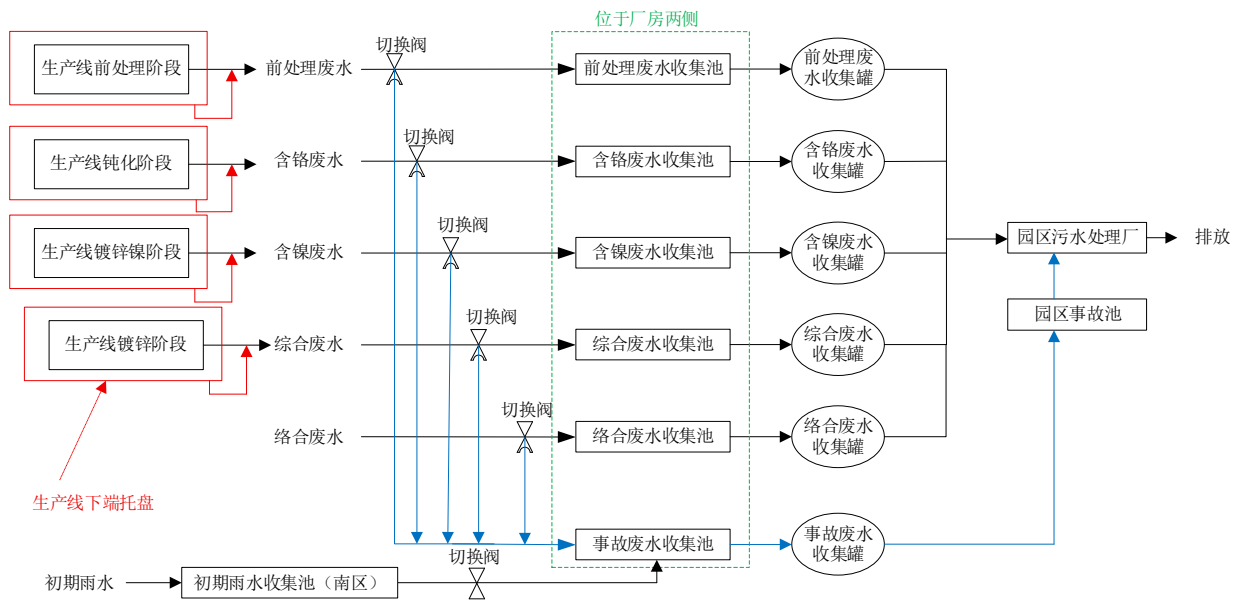 位于厂房两侧
切换阀
生产线前处理阶段
前处理废水
前处理废水收集池
前处理废
水收集罐
切换阀
生产线钝化阶段
含铬废水
含铬废水收集池
含铬废水
收集罐
切换阀
生产线镀锌镍阶段
含镍废水
含镍废水收集池
含镍废水
收集罐
园区污水处理厂
排放
切换阀
园区事故池
生产线镀锌阶段
综合废水
综合废水收集池
综合废水
收集罐
切换阀
络合废水
络合废水收集池
络合废水
收集罐
生产线下端托盘
事故废水收集池
事故废水
收集罐
切换阀
初期雨水
初期雨水收集池（南区）